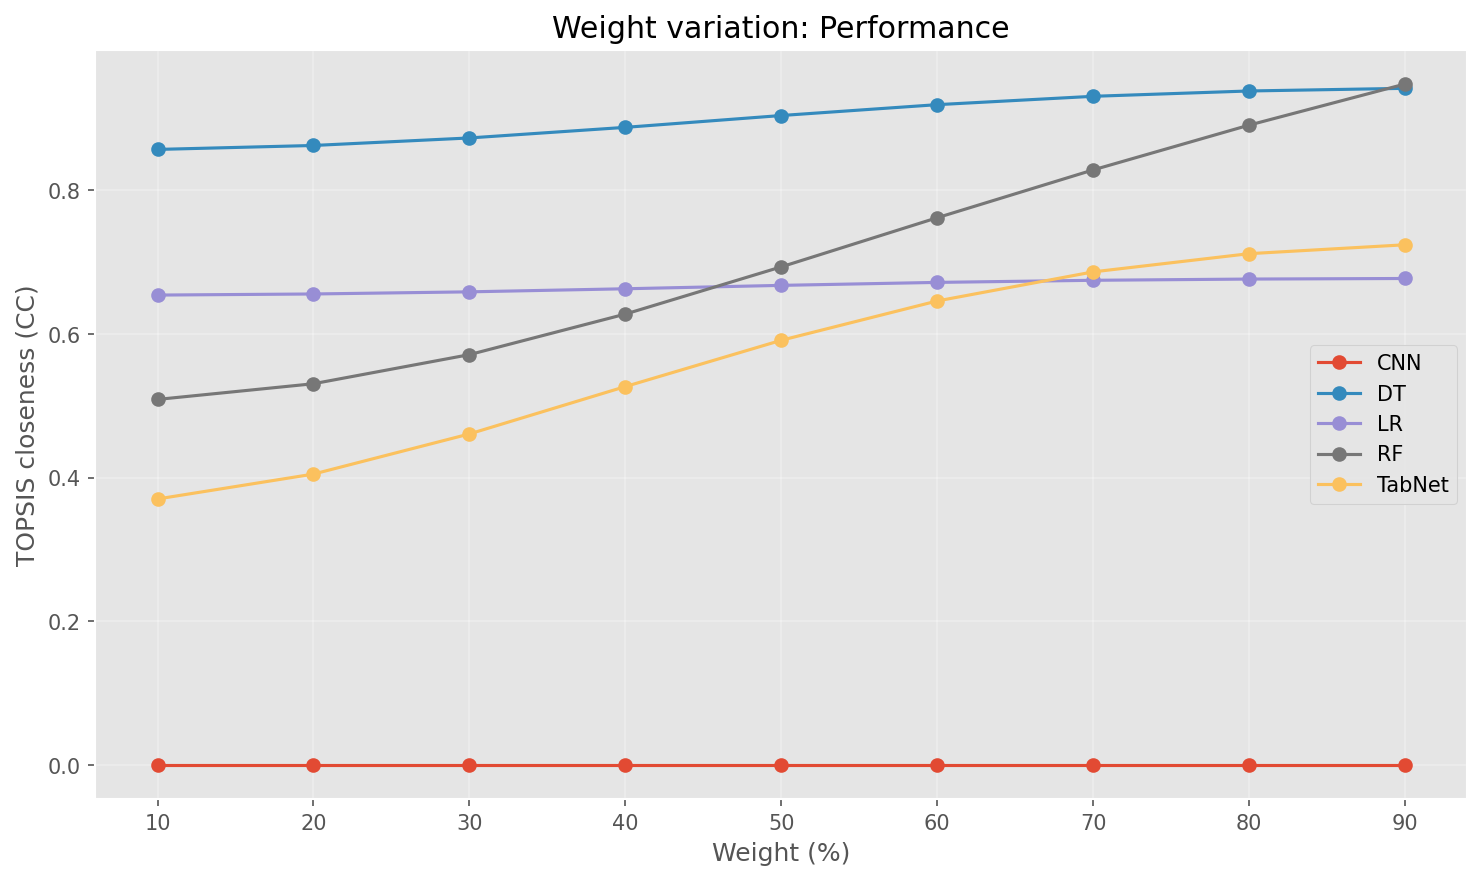 Weight variation: Performance
TOPSIS closeness (CC)
0.8
0.6
0.4
0.2
0.0
CNN
DT
LR
RF
TabNet
10 20 30 40 50 60 70 80 90
Weight (%)